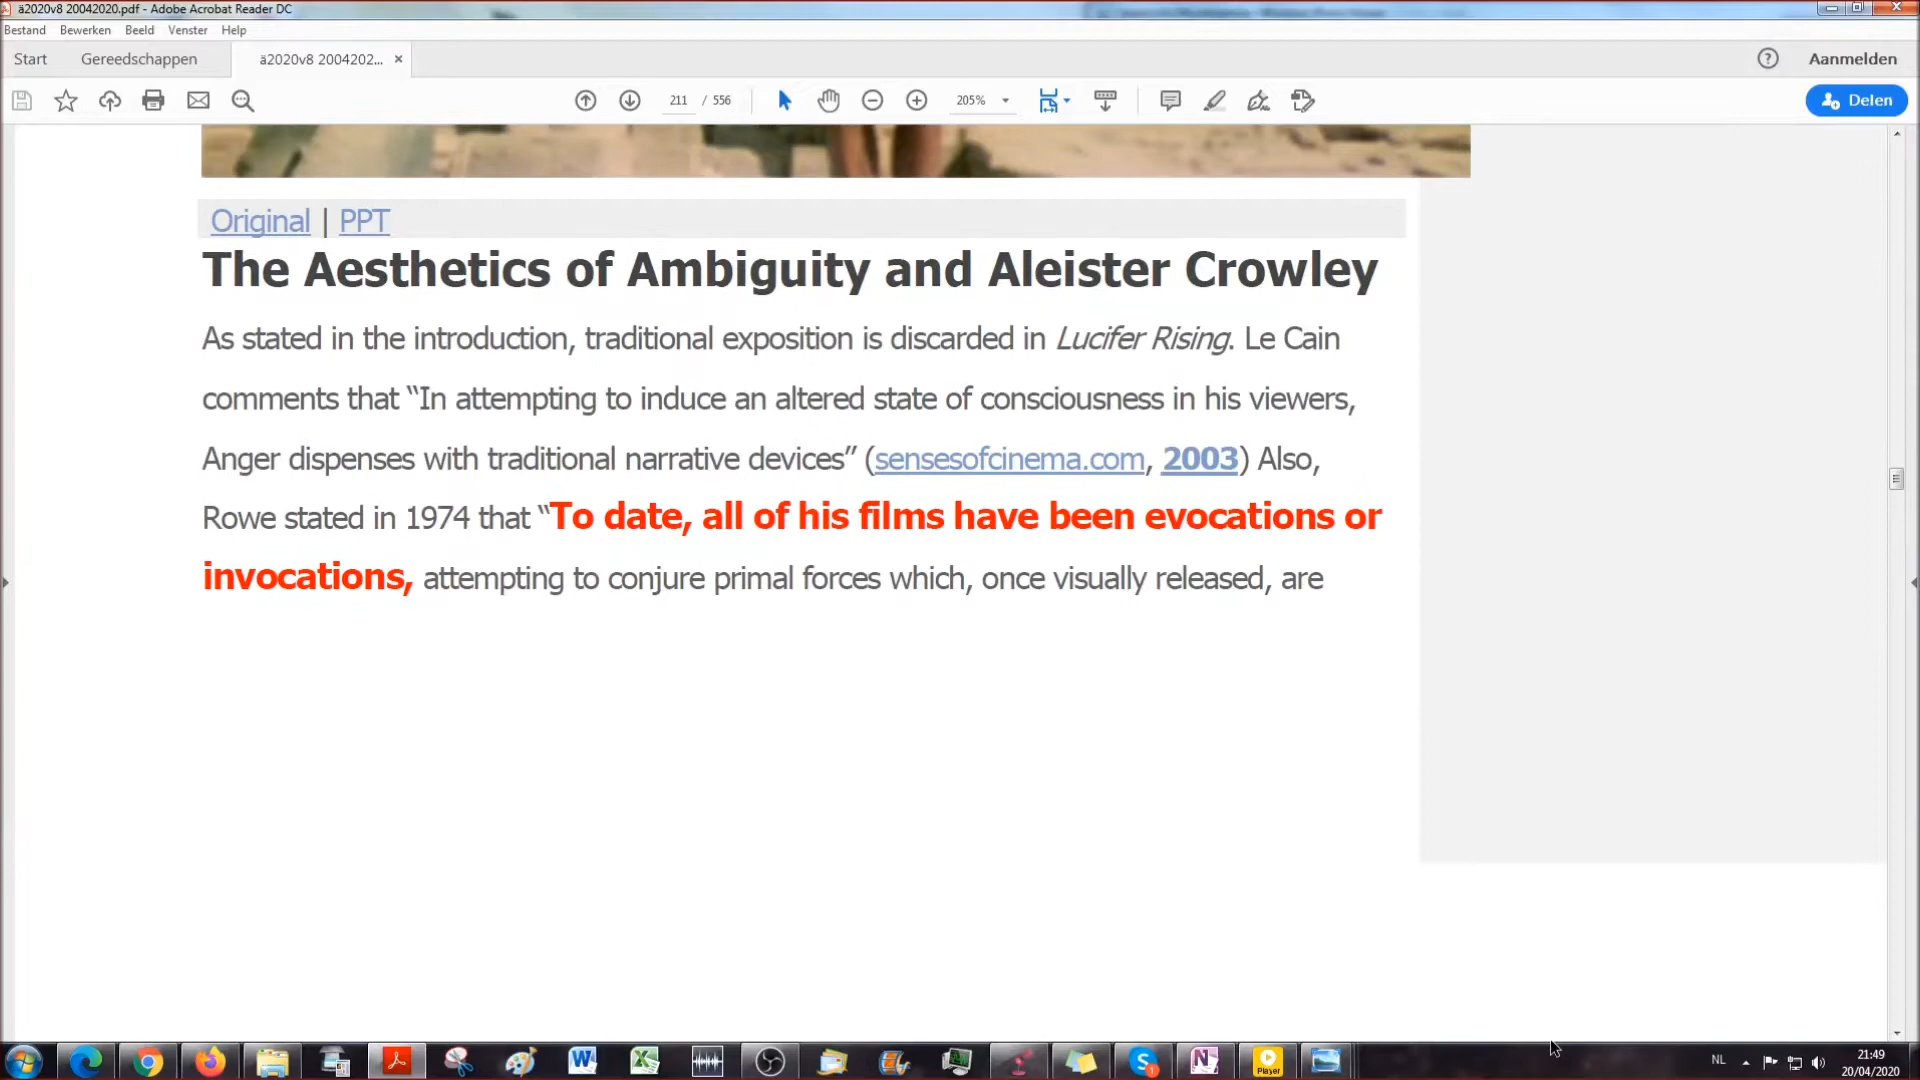 ä2020v8 20042020.pdf - Adobe Acrobat Reader DC
Bestand Bewerken Beeld Venster Help
Start Gereedschappen ä2020v8 2004202... × Aanmelden
211 / 556 205% Delen
Original | PPT
The Aesthetics of Ambiguity and Aleister Crowley
As stated in the introduction, traditional exposition is discarded in Lucifer Rising. Le Cain
comments that “In attempting to induce an altered state of consciousness in his viewers,
Anger dispenses with traditional narrative devices” (sensesofcinema.com, 2003) Also,
Rowe stated in 1974 that “To date, all of his films have been evocations or
invocations, attempting to conjure primal forces which, once visually released, are
Player
NL 21:49
20/04/2020